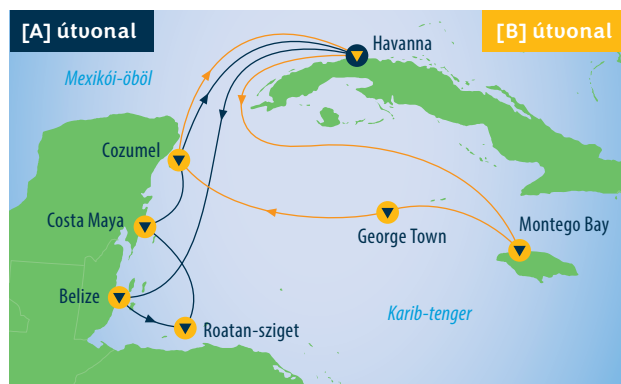 [A] útvonal
Havanna
[B] útvonal
Mexikói-öböl
Cozumel
Costa Maya
George Town
Montego Bay
Belize
Roatan-sziget
Karib-tenger